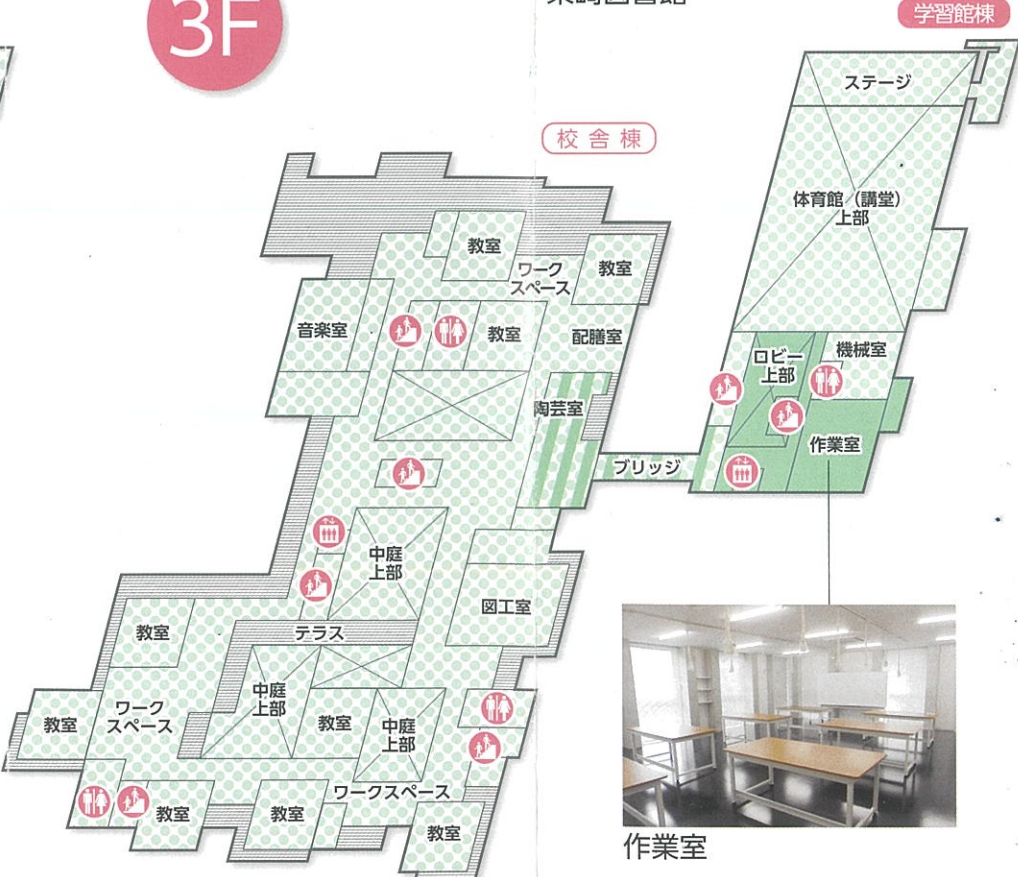 3F
学習館棟
校舎棟
ステージ
体育館（講堂）
上部
教室
ワーク
スペース
教室
音楽室
教室
配膳室
ロビー
上部
機械室
陶芸室
作業室
ブリッジ
中庭
上部
図工室
教室
テラス
中庭
上部
教室
ワーク
スペース
教室
中庭
上部
ワークスペース
教室
教室
教室
作業室